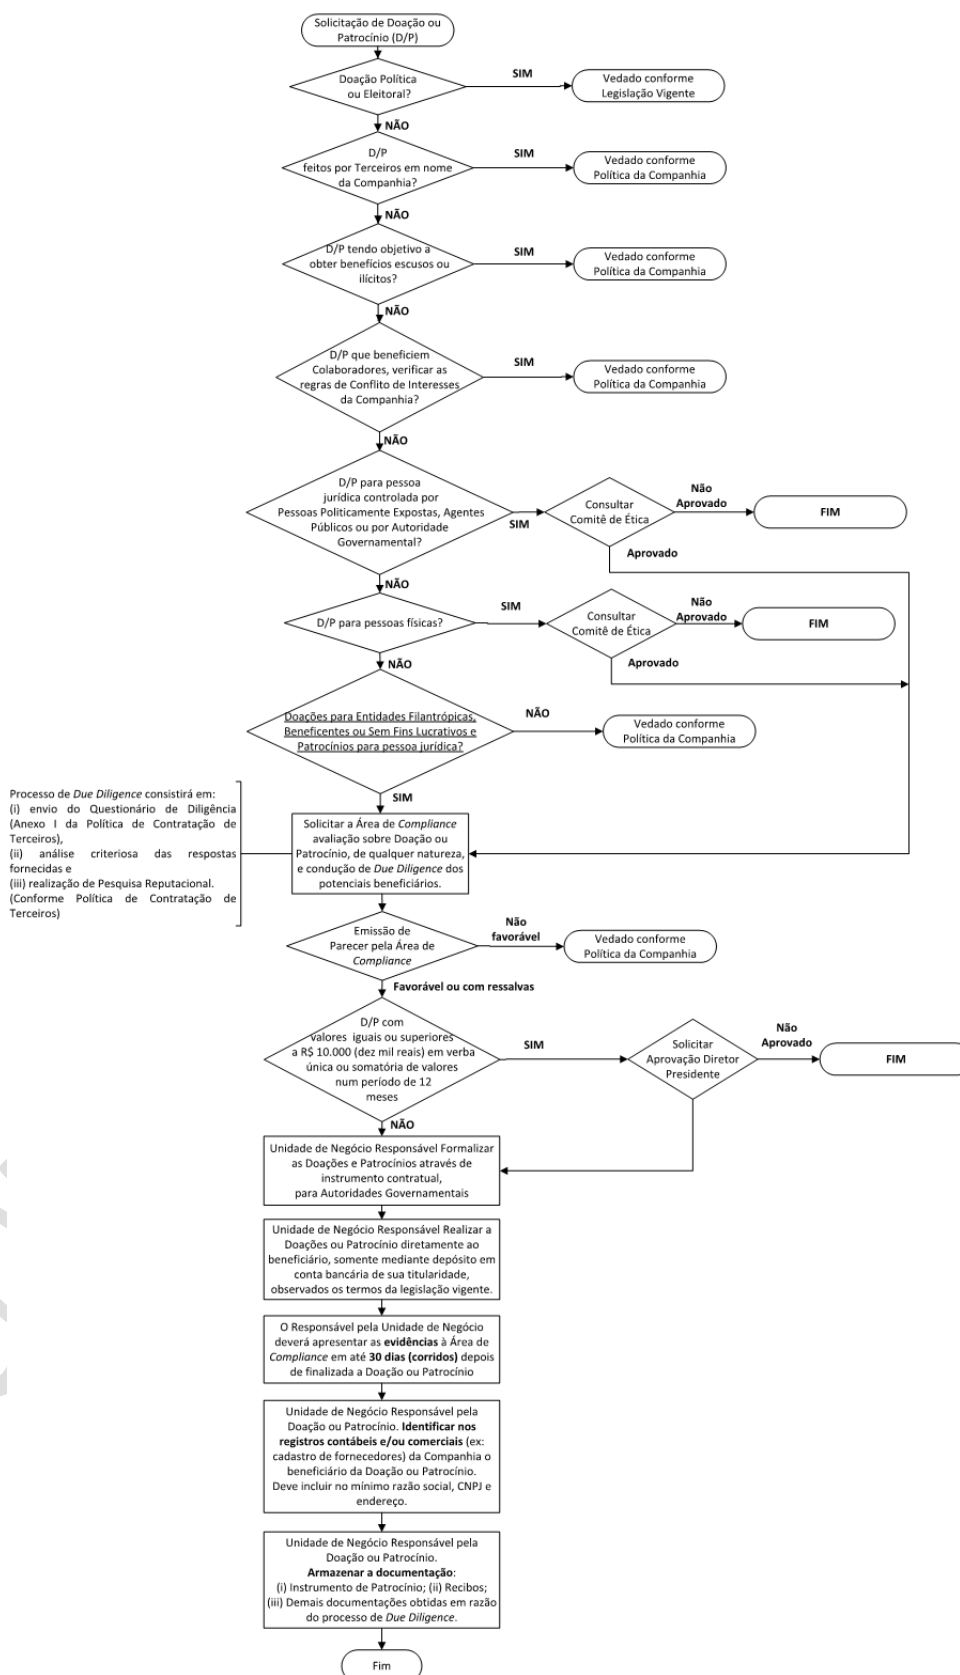 Solicitação de Doação ou
Patrocínio (D/P)
Doação Política
ou Eleitoral?
SIM
Vedado conforme
Legislação Vigente
NÃO
D/P
feitos por Terceiros em nome
da Companhia?
SIM
Vedado conforme
Política da Companhia
NÃO
D/P tendo objetivo a
obter benefícios escusos ou
ilícitos?
SIM
Vedado conforme
Política da Companhia
NÃO
D/P que beneficiem
Colaboradores, verificar as
regras de Conflito de Interesses
da Companhia?
SIM
Vedado conforme
Política da Companhia
NÃO
D/P para pessoa
jurídica controlada por
Pessoas Politicamente Expostas, Agentes
Públicos ou por Autoridade
Governamental?
SIM
Consultar
Comitê de Ética
Não
Aprovado
FIM
Aprovado
NÃO
D/P para pessoas físicas?
SIM
Consultar
Comitê de Ética
Não
Aprovado
FIM
Aprovado
NÃO
Doações para Entidades Filantrópicas,
Beneficentes ou Sem Fins Lucrativos e
Patrocínios para pessoa jurídica?
NÃO
Vedado conforme
Política da Companhia
SIM
Processo de Due Diligence consistirá em:
(i) envio do Questionário de Diligência
(Anexo I da Política de Contratação de
Terceiros),
(ii) análise criteriosa das respostas
fornecidas e
(iii) realização de Pesquisa Reputacional.
(Conforme Política de Contratação de
Terceiros)
Solicitar a Área de Compliance
avaliação sobre Doação ou
Patrocínio, de qualquer natureza,
e condução de Due Diligence dos
potenciais beneficiários.
Emissão de
Parecer pela Área de
Compliance
Não
favorável
Vedado conforme
Política da Companhia
Favorável ou com ressalvas
D/P com
valores iguais ou superiores
a R$ 10.000 (dez mil reais) em verba
única ou somatória de valores
num período de 12
meses
SIM
Solicitar
Aprovação Diretor
Presidente
Não
Aprovado
FIM
NÃO
Unidade de Negócio Responsável Formalizar
as Doações e Patrocínios através de
instrumento contratual,
para Autoridades Governamentais
Unidade de Negócio Responsável Realizar a
Doações ou Patrocínio diretamente ao
beneficiário, somente mediante depósito em
conta bancária de sua titularidade,
observados os termos da legislação vigente.
O Responsável pela Unidade de Negócio
deverá apresentar as evidências à Área de
Compliance em até 30 dias (corridos) depois
de finalizada a Doação ou Patrocínio
Unidade de Negócio Responsável pela
Doação ou Patrocínio. Identificar nos
registros contábeis e/ou comerciais (ex:
cadastro de fornecedores) da Companhia o
beneficiário da Doação ou Patrocínio.
Deve incluir no mínimo razão social, CNPJ e
endereço.
Unidade de Negócio Responsável pela
Doação ou Patrocínio.
Armazenar a documentação:
(i) Instrumento de Patrocínio; (ii) Recibos;
(iii) Demais documentações obtidas em razão
do processo de Due Diligence.
Fim